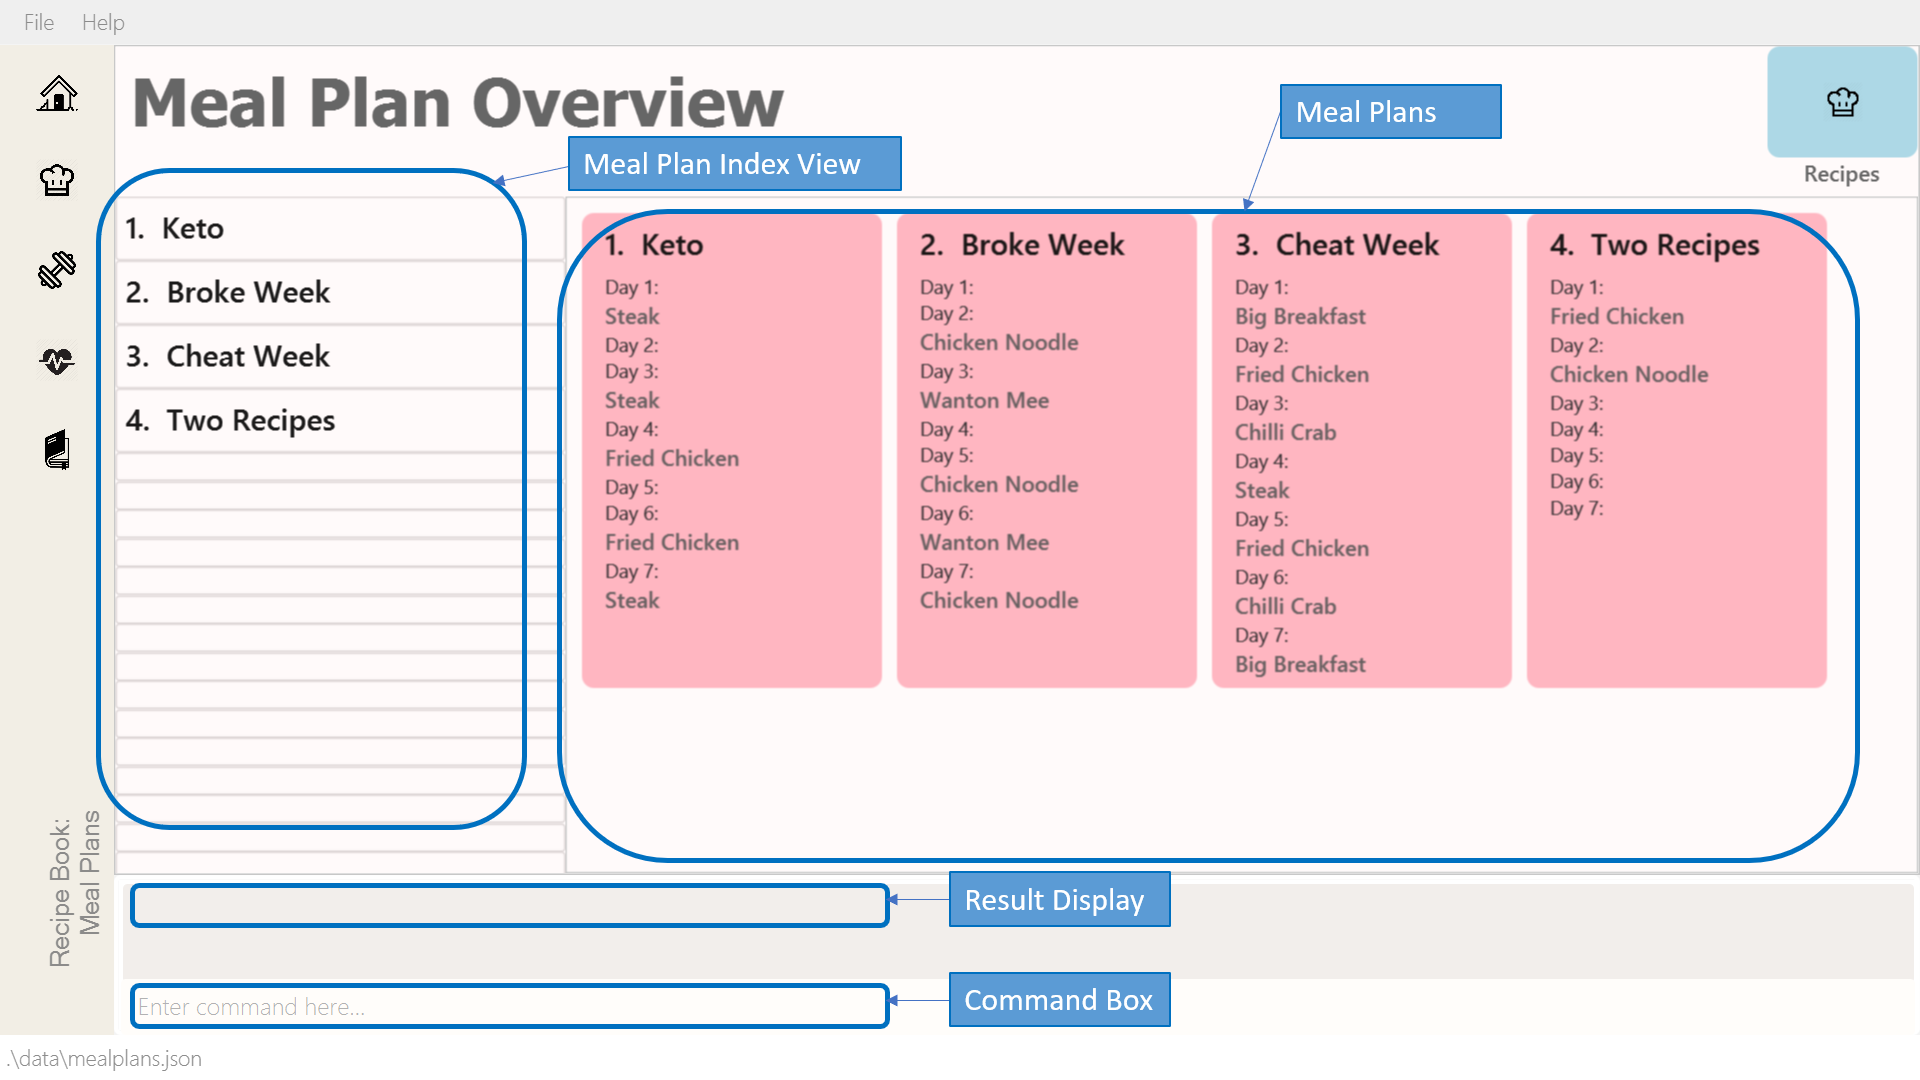 File Help
Meal Plan Overview
Meal Plans
Meal Plan Index View
Recipes
1. Keto
2. Broke Week
3. Cheat Week
4. Two Recipes
1. Keto
Day 1:
Steak
Day 2:
Day 3:
Steak
Day 4:
Fried Chicken
Day 5:
Day 6:
Fried Chicken
Day 7:
Steak
2. Broke Week
Day 1:
Day 2:
Chicken Noodle
Day 3:
Wanton Mee
Day 4:
Day 5:
Chicken Noodle
Day 6:
Wanton Mee
Day 7:
Chicken Noodle
3. Cheat Week
Day 1:
Big Breakfast
Day 2:
Fried Chicken
Day 3:
Chilli Crab
Day 4:
Steak
Day 5:
Fried Chicken
Day 6:
Chilli Crab
Day 7:
Big Breakfast
4. Two Recipes
Day 1:
Fried Chicken
Day 2:
Chicken Noodle
Day 3:
Day 4:
Day 5:
Day 6:
Day 7:
Recipe Book:
Meal Plans
Result Display
Enter command here...
Command Box
.\data\mealplans.json